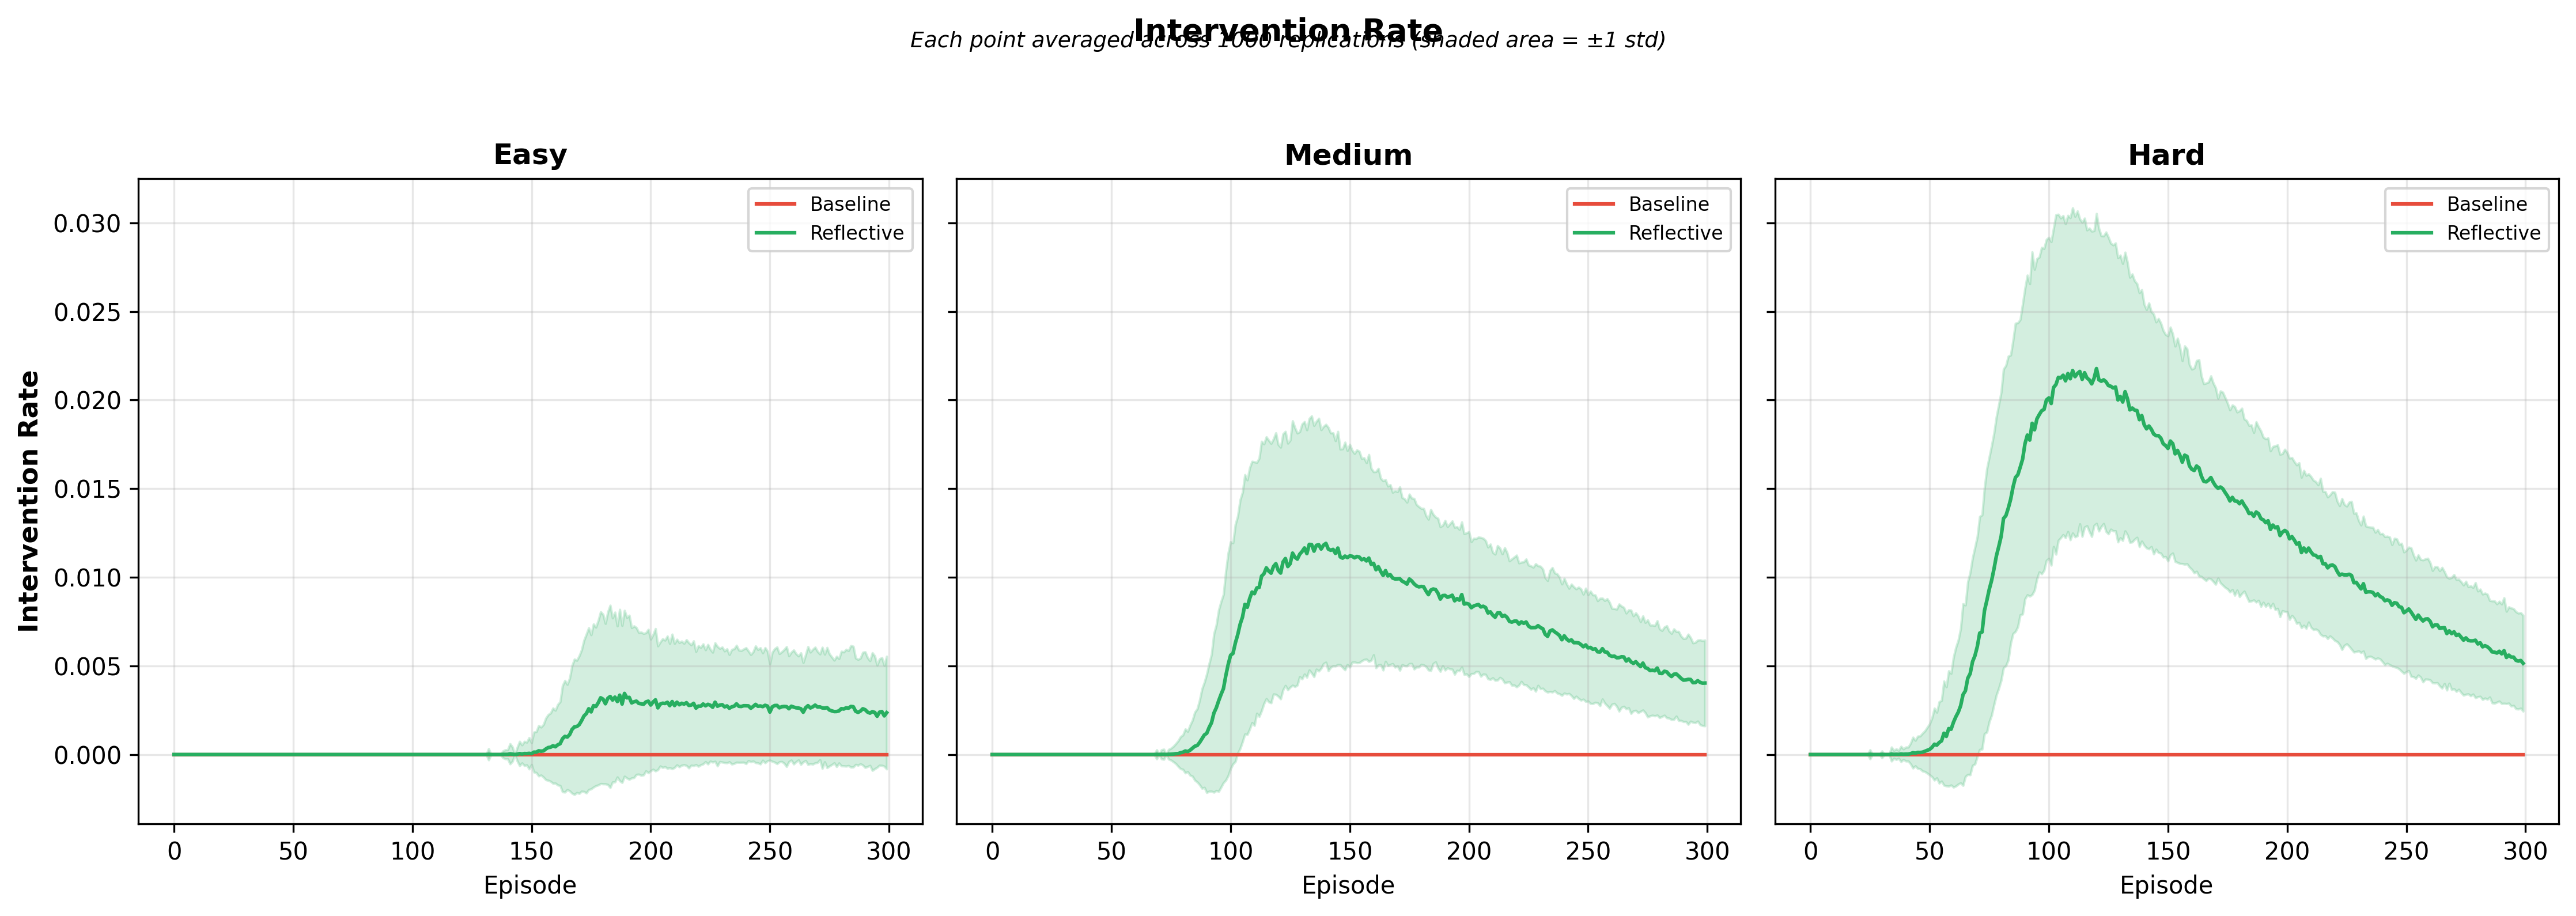 Intervention Rate
Each point averaged across 1000 replications (shaded area = ±1 std)
Easy
Medium
Hard
Intervention Rate
0.030
0.025
0.020
0.015
0.010
0.005
0.000
Baseline
Reflective
Baseline
Reflective
Baseline
Reflective
0 50 100 150 200 250 300
0 50 100 150 200 250 300
0 50 100 150 200 250 300
Episode
Episode
Episode